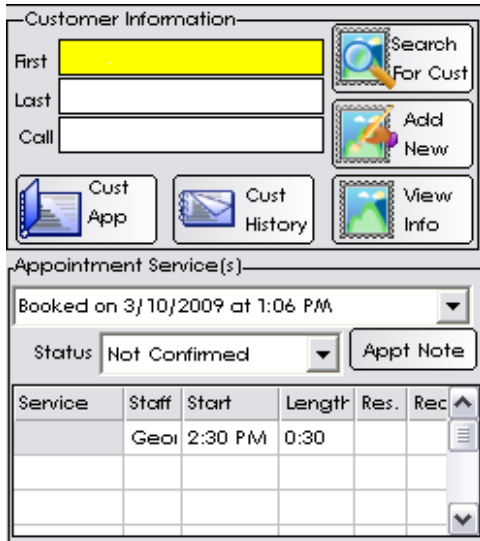 Customer Information
First
Last
Call
Search For Cust
Add New
Cust App
Cust History
View Info
Appointment Service(s)
Booked on 3/10/2009 at 1:06 PM
Status Not Confirmed Appt Note
Service Staff Start Length Res. Rec
Geor 2:30 PM 0:30